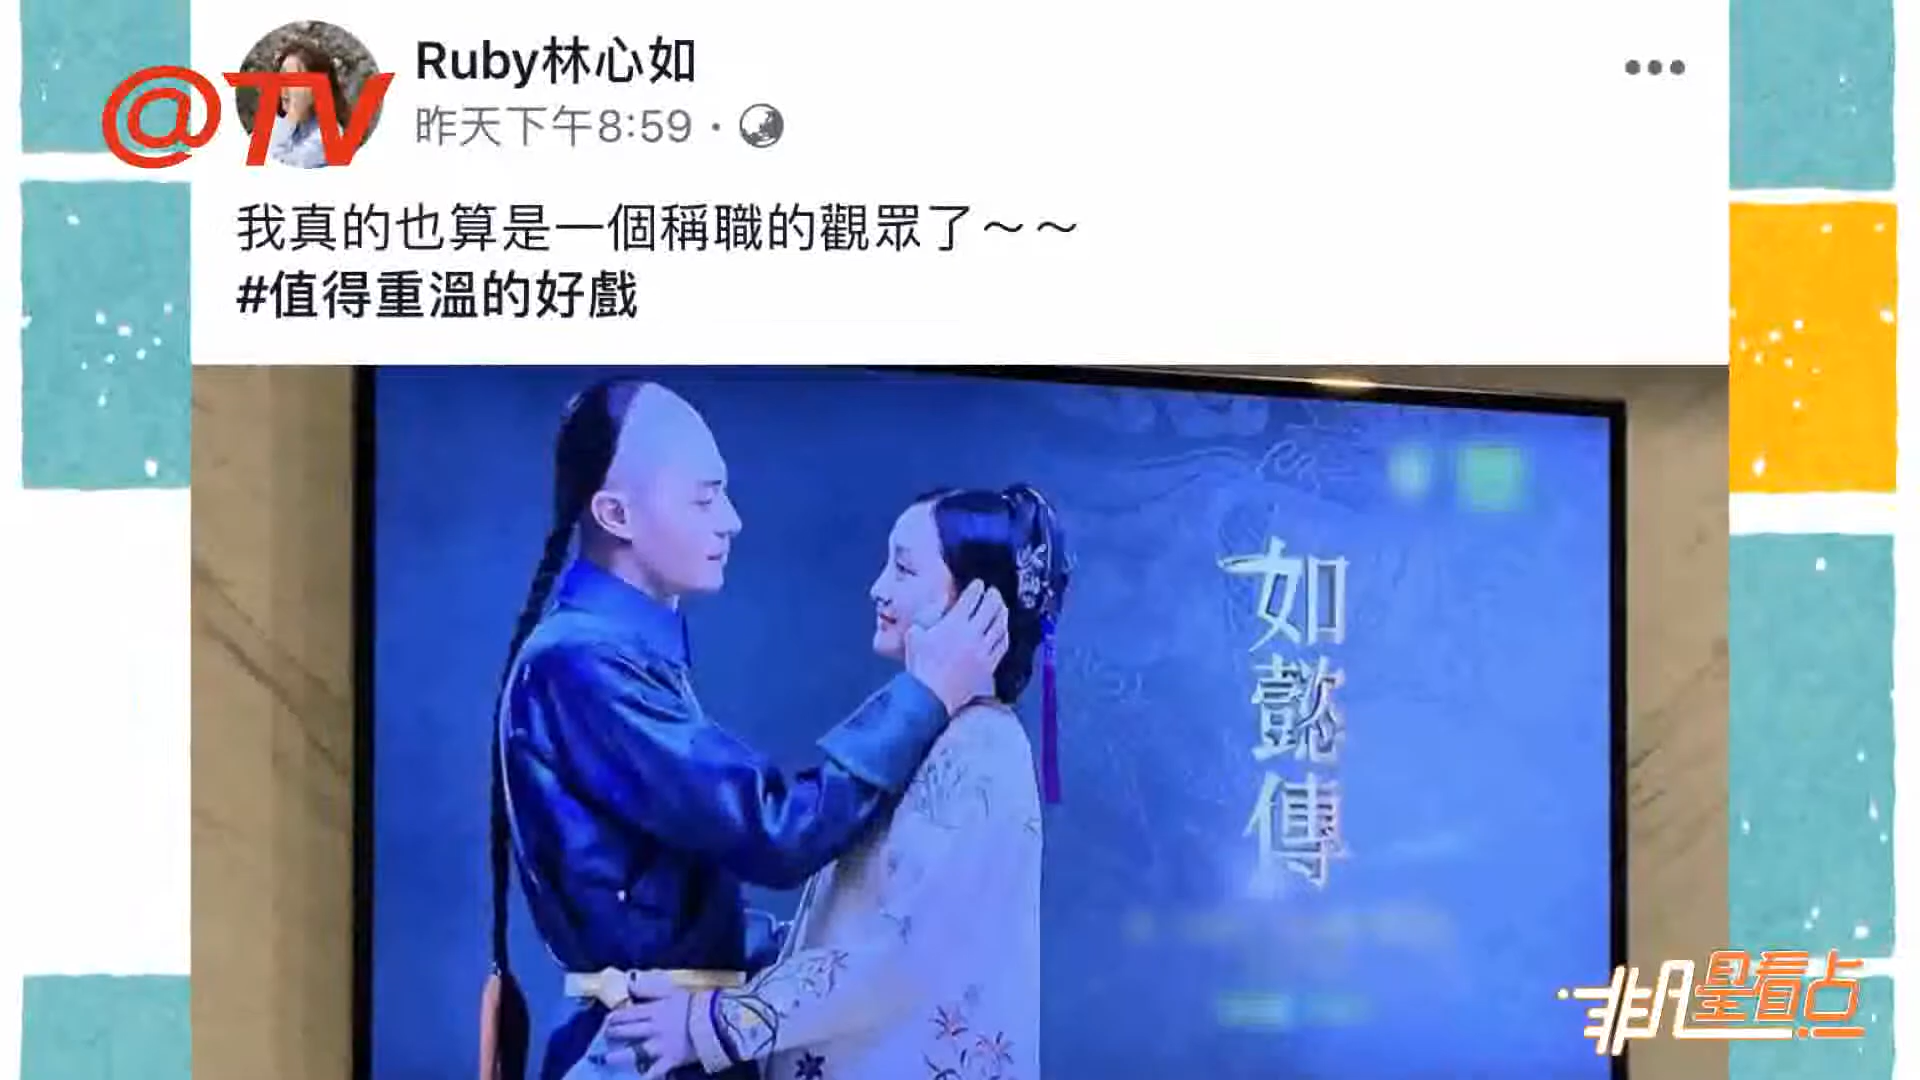 @TV
Ruby林心如
昨天下午8:59
我真的也算是一個稱職的觀眾了～～
#值得重溫的好戲
如懿傳
非凡星看点